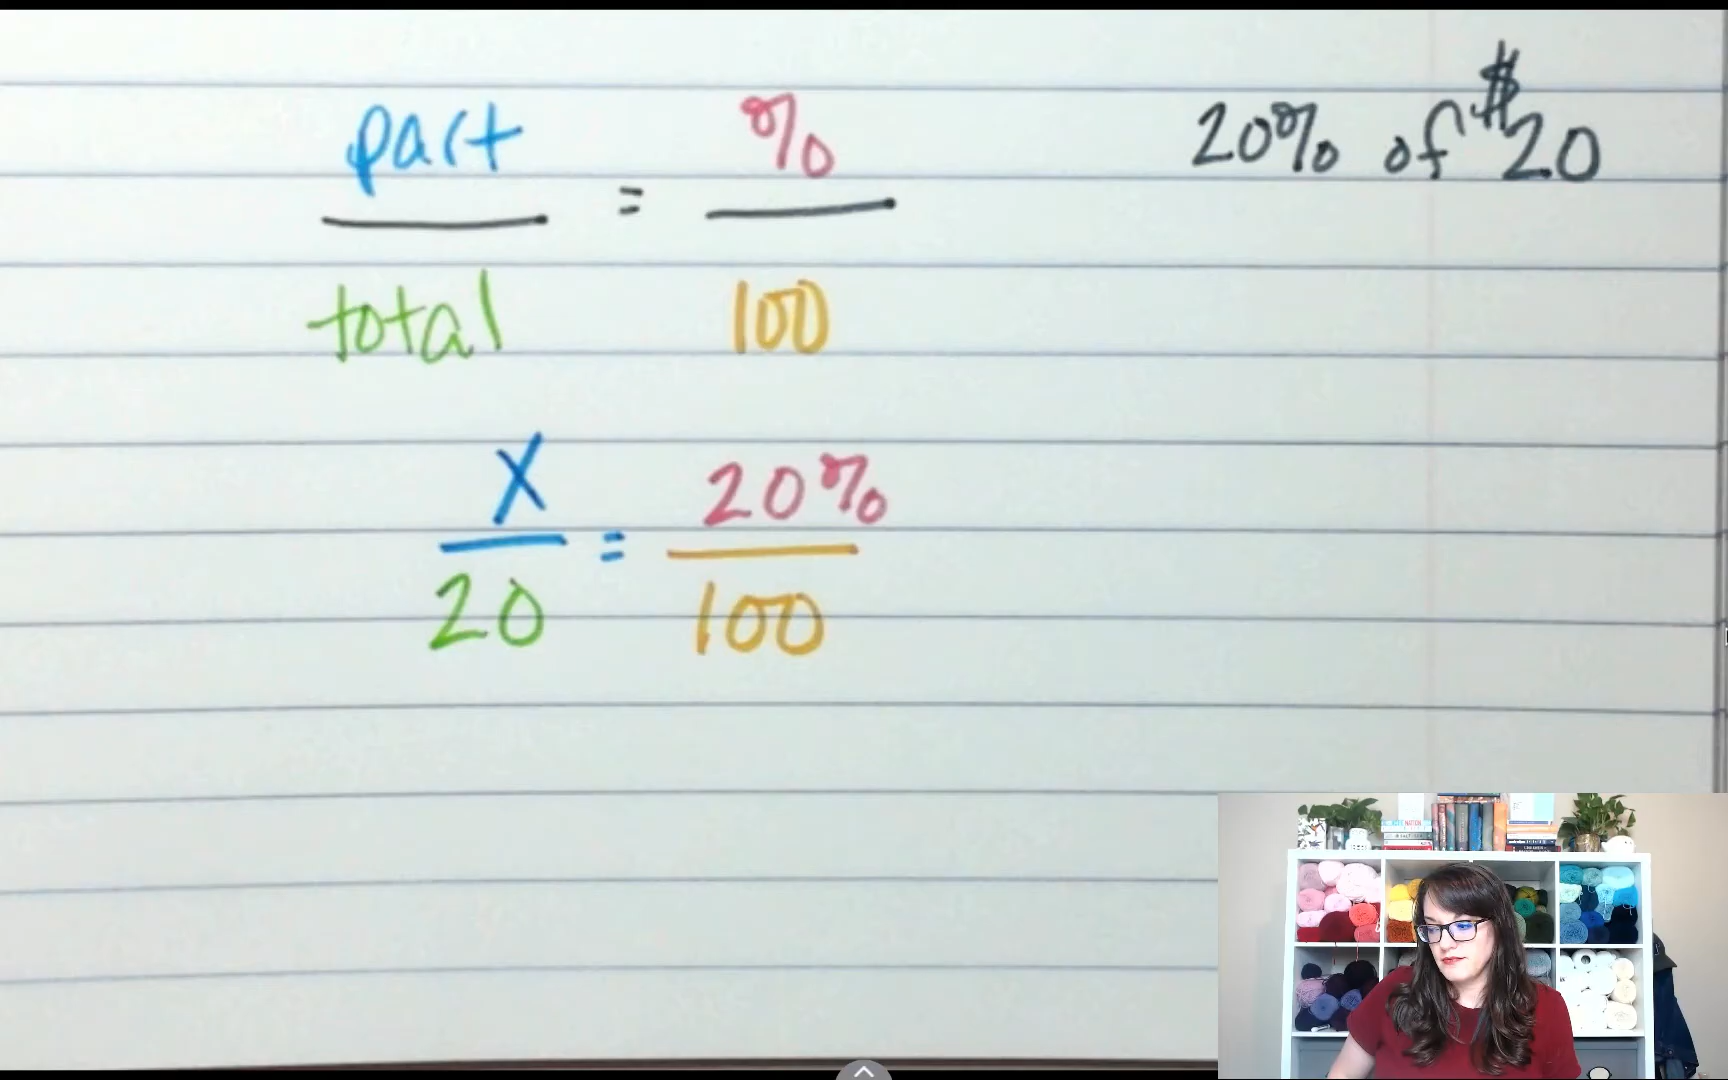 part = % 20% of $20
total 100
X = 20%
20 100